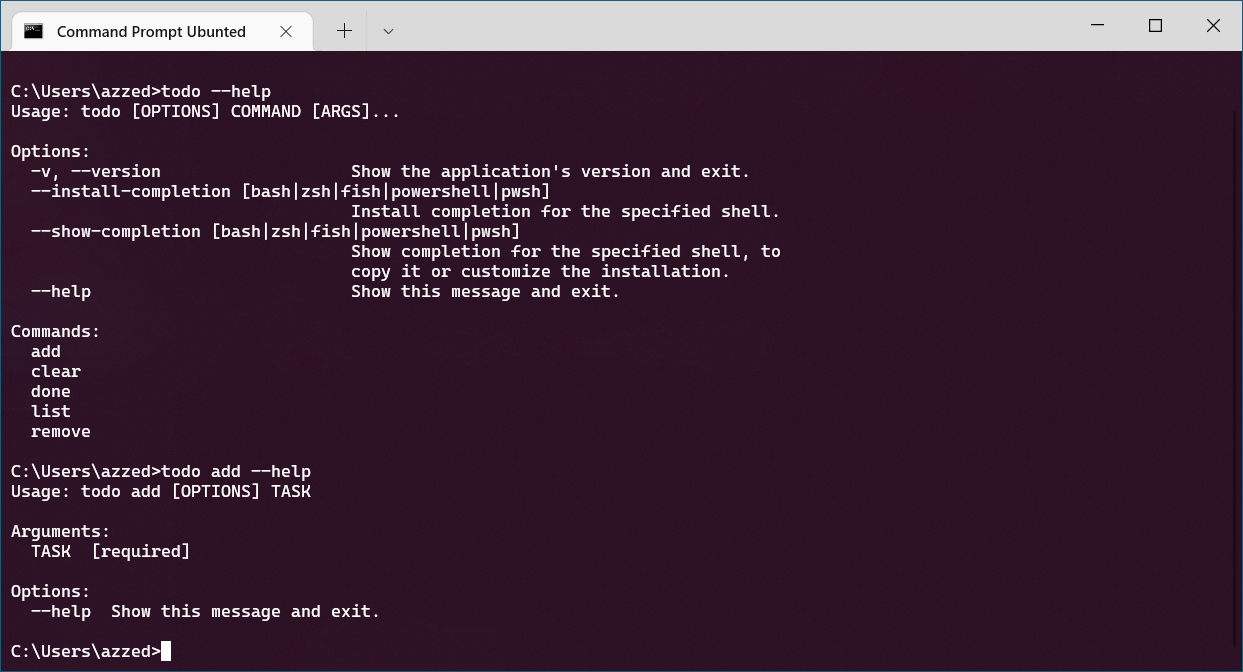 Command Prompt Ubunted
C:\Users\azzed>todo --help
Usage: todo [OPTIONS] COMMAND [ARGS]...
Options:
-v, --version Show the application's version and exit.
--install-completion [bash|zsh|fish|powershell|pwsh]
Install completion for the specified shell.
--show-completion [bash|zsh|fish|powershell|pwsh]
Show completion for the specified shell, to
copy it or customize the installation.
--help Show this message and exit.
Commands:
add
clear
done
list
remove
C:\Users\azzed>todo add --help
Usage: todo add [OPTIONS] TASK
Arguments:
TASK [required]
Options:
--help Show this message and exit.
C:\Users\azzed>